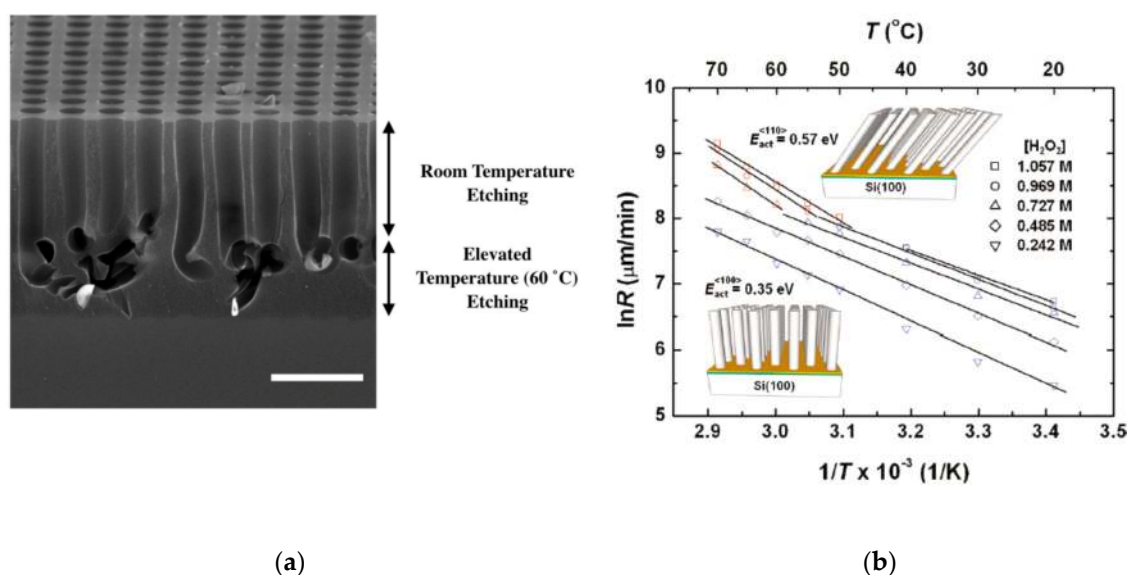 Room Temperature
Etching
Elevated
Temperature (60 ˚C)
Etching
T (°C)
70 60 50 40 30 20
10
9
8
7
6
5
lnR (μm/min)
E_act^<110> = 0.57 eV
Si(100)
[H₂O₂]
1.057 M
0.969 M
0.727 M
0.485 M
0.242 M
E_act^<100> = 0.35 eV
Si(100)
2.9 3.0 3.1 3.2 3.3 3.4 3.5
1/T x 10⁻³ (1/K)
(a) (b)